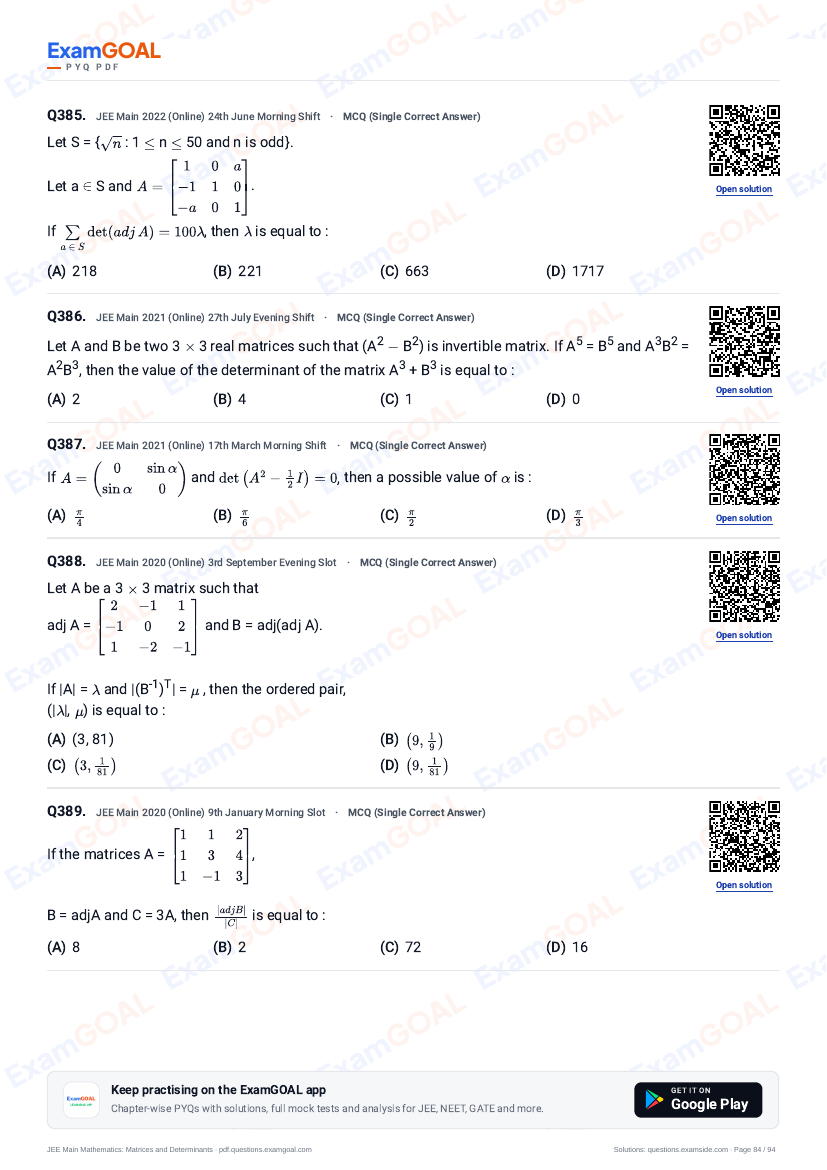 ExamGOAL
PYQ PDF
Q385. JEE Main 2022 (Online) 24th June Morning Shift · MCQ (Single Correct Answer)
Let S = {√n : 1 ≤ n ≤ 50 and n is odd}.
Let a ∈ S and A = [1 0 a; −1 1 0; −a 0 1].
If ∑_{a∈S} det(adj A) = 100λ, then λ is equal to :
(A) 218 (B) 221 (C) 663 (D) 1717
Open solution
Q386. JEE Main 2021 (Online) 27th July Evening Shift · MCQ (Single Correct Answer)
Let A and B be two 3 × 3 real matrices such that (A² − B²) is invertible matrix. If A⁵ = B⁵ and A³B² =
A²B³, then the value of the determinant of the matrix A³ + B³ is equal to :
(A) 2 (B) 4 (C) 1 (D) 0
Open solution
Q387. JEE Main 2021 (Online) 17th March Morning Shift · MCQ (Single Correct Answer)
If A = (0 sin α; sin α 0) and det (A² − 1/2 I) = 0, then a possible value of α is :
(A) π/4 (B) π/6 (C) π/2 (D) π/3
Open solution
Q388. JEE Main 2020 (Online) 3rd September Evening Slot · MCQ (Single Correct Answer)
Let A be a 3 × 3 matrix such that
adj A = [2 −1 1; −1 0 2; 1 −2 −1] and B = adj(adj A).
Open solution
If |A| = λ and |(B⁻¹)ᵀ| = μ , then the ordered pair,
(|λ|, μ) is equal to :
(A) (3, 81) (B) (9, 1/9)
(C) (3, 1/81) (D) (9, 1/81)
Q389. JEE Main 2020 (Online) 9th January Morning Slot · MCQ (Single Correct Answer)
If the matrices A = [1 1 2; 1 3 4; 1 −1 3],
Open solution
B = adjA and C = 3A, then |adjB|/|C| is equal to :
(A) 8 (B) 2 (C) 72 (D) 16
Keep practising on the ExamGOAL app
Chapter-wise PYQs with solutions, full mock tests and analysis for JEE, NEET, GATE and more.
ExamGOAL
GET IT ON
Google Play
JEE Main Mathematics: Matrices and Determinants · pdf.questions.examgoal.com
Solutions: questions.examside.com · Page 84 / 94